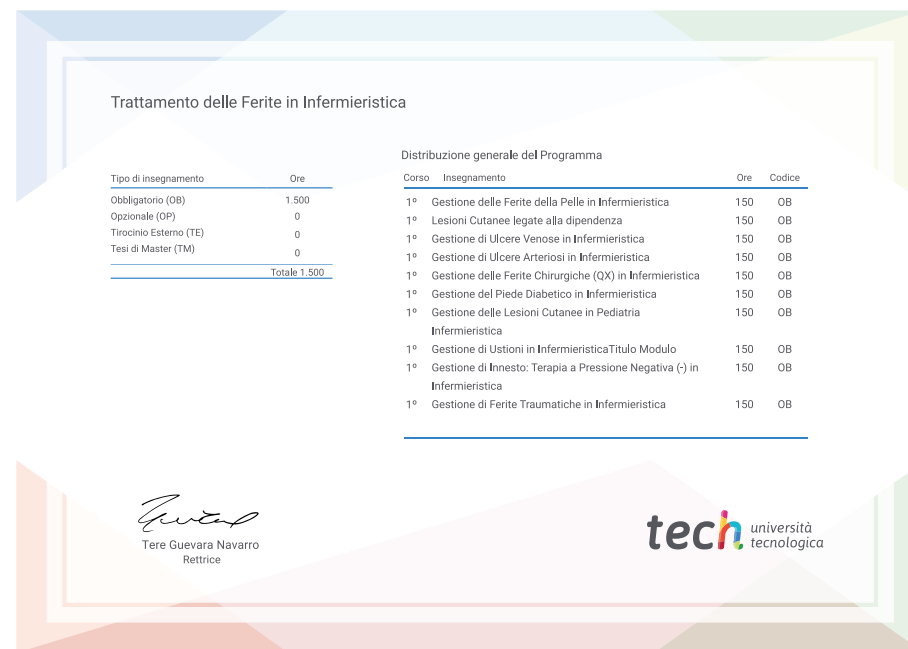 Trattamento delle Ferite in Infermieristica
Tipo di insegnamento Ore
Obbligatorio (OB) 1.500
Opzionale (OP) 0
Tirocinio Esterno (TE) 0
Tesi di Master (TM) 0
Totale 1.500
Distribuzione generale del Programma
Corso Insegnamento Ore Codice
1º Gestione delle Ferite della Pelle in Infermieristica 150 OB
1º Lesioni Cutanee legate alla dipendenza 150 OB
1º Gestione di Ulcere Venose in Infermieristica 150 OB
1º Gestione di Ulcere Arteriosi in Infermieristica 150 OB
1º Gestione delle Ferite Chirurgiche (QX) in Infermieristica 150 OB
1º Gestione del Piede Diabetico in Infermieristica 150 OB
1º Gestione delle Lesioni Cutanee in Pediatria 150 OB
Infermieristica
1º Gestione di Ustioni in InfermieristicaTitulo Modulo 150 OB
1º Gestione di Innesto: Terapia a Pressione Negativa (-) in 150 OB
Infermieristica
1º Gestione di Ferite Traumatiche in Infermieristica 150 OB
Tere Guevara Navarro
Rettrice
tech università
tecnologica